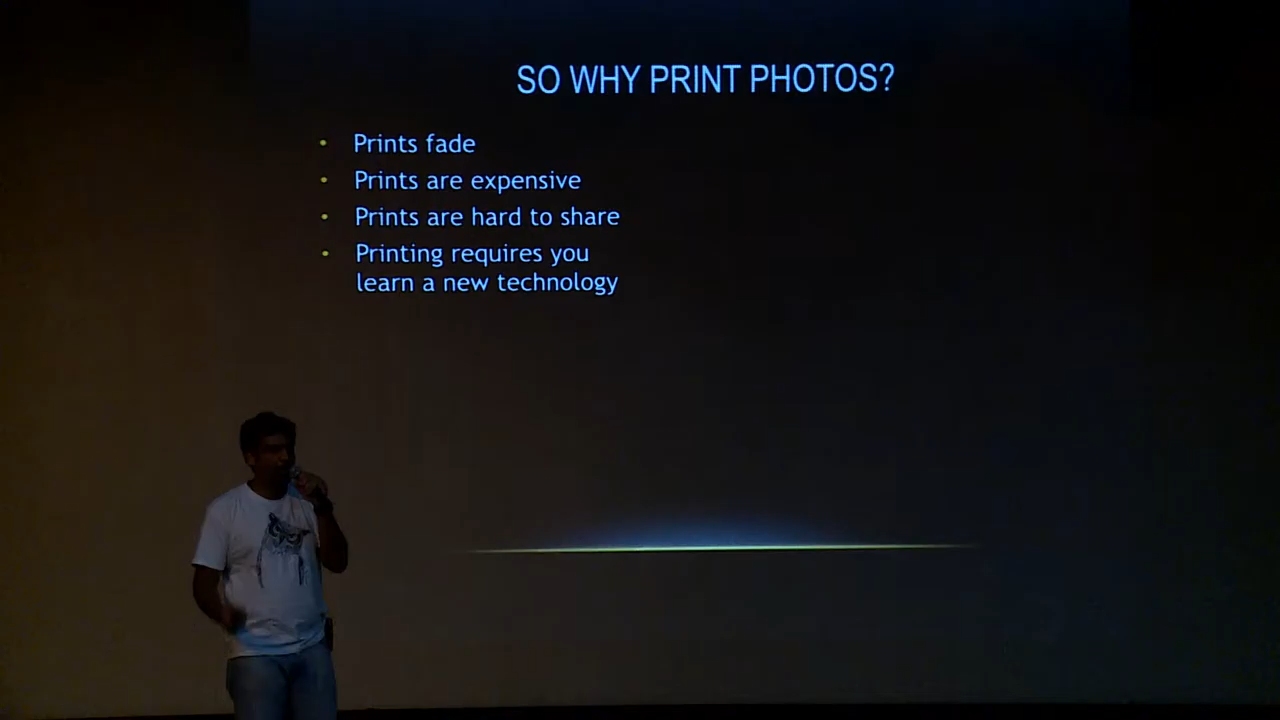 SO WHY PRINT PHOTOS?
• Prints fade
• Prints are expensive
• Prints are hard to share
• Printing requires you
learn a new technology